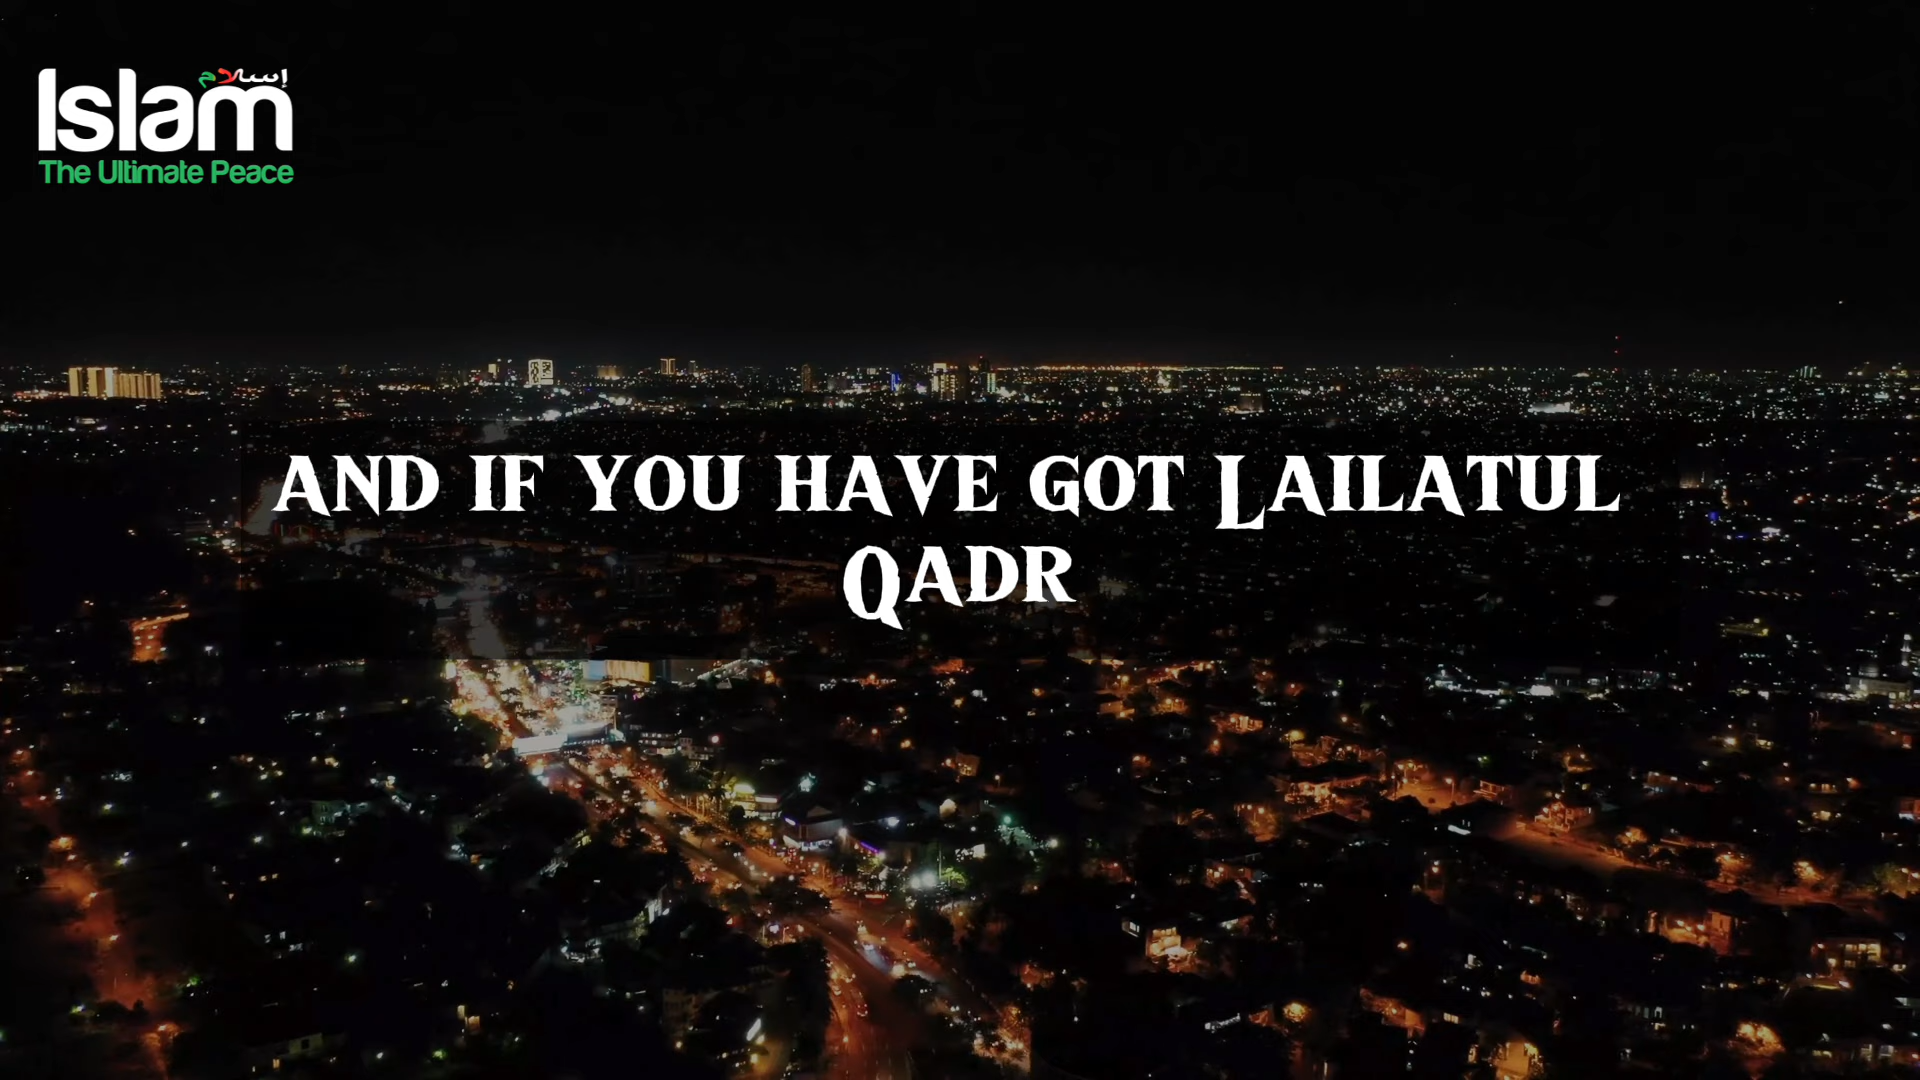 إسلام
Islam
The Ultimate Peace
and if you have got Lailatul
Qadr